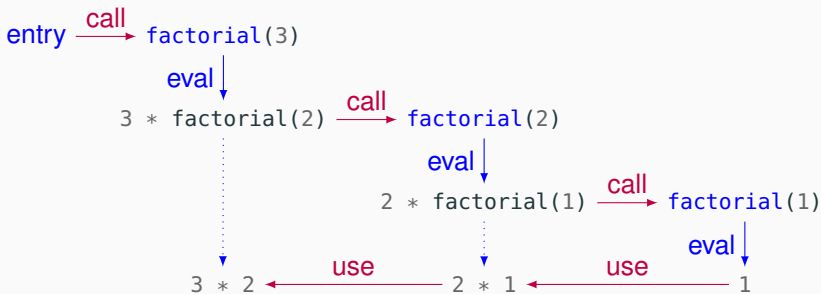 entry call factorial(3)
eval
3 * factorial(2) call factorial(2)
eval
2 * factorial(1) call factorial(1)
eval
3 * 2 use 2 * 1 use 1